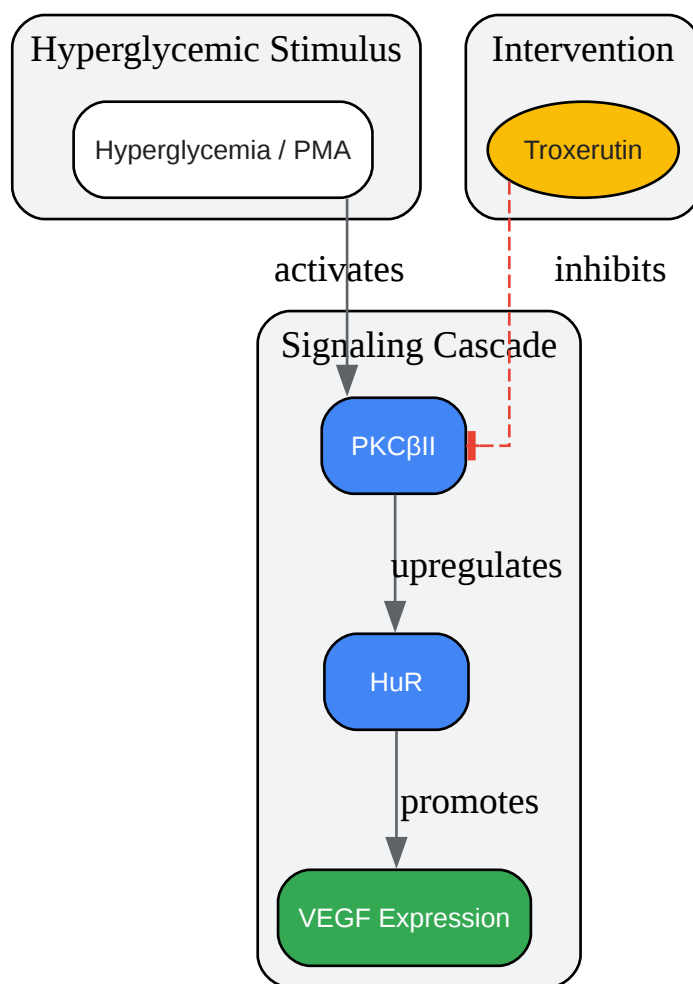 Hyperglycemic Stimulus
Intervention
Hyperglycemia / PMA
Troxerutin
activates
inhibits
Signaling Cascade
PKCβII
upregulates
HuR
promotes
VEGF Expression